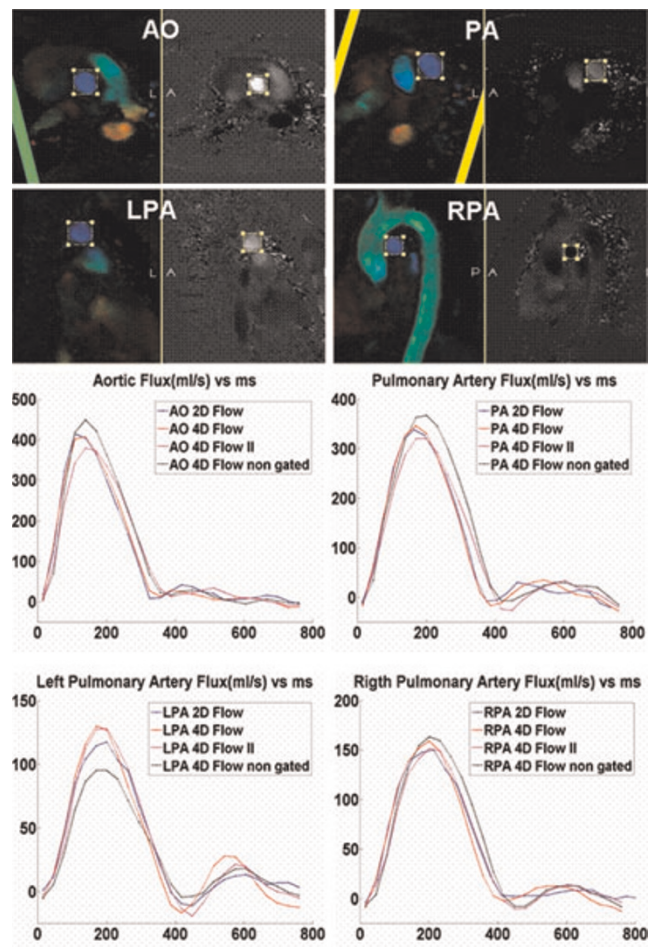 AO
PA
L A
L A
LPA
RPA
L A
P A
Aortic Flux(ml/s) vs ms
500
400
300
200
100
0
0 200 400 600 800
AO 2D Flow
AO 4D Flow
AO 4D Flow II
AO 4D Flow non gated
Pulmonary Artery Flux(ml/s) vs ms
400
300
200
100
0
0 200 400 600 800
PA 2D Flow
PA 4D Flow
PA 4D Flow II
PA 4D Flow non gated
Left Pulmonary Artery Flux(ml/s) vs ms
150
100
50
0
0 200 400 600 800
LPA 2D Flow
LPA 4D Flow
LPA 4D Flow II
LPA 4D Flow non gated
Rigth Pulmonary Artery Flux(ml/s) vs ms
200
150
100
50
0
0 200 400 600 800
RPA 2D Flow
RPA 4D Flow
RPA 4D Flow II
RPA 4D Flow non gated